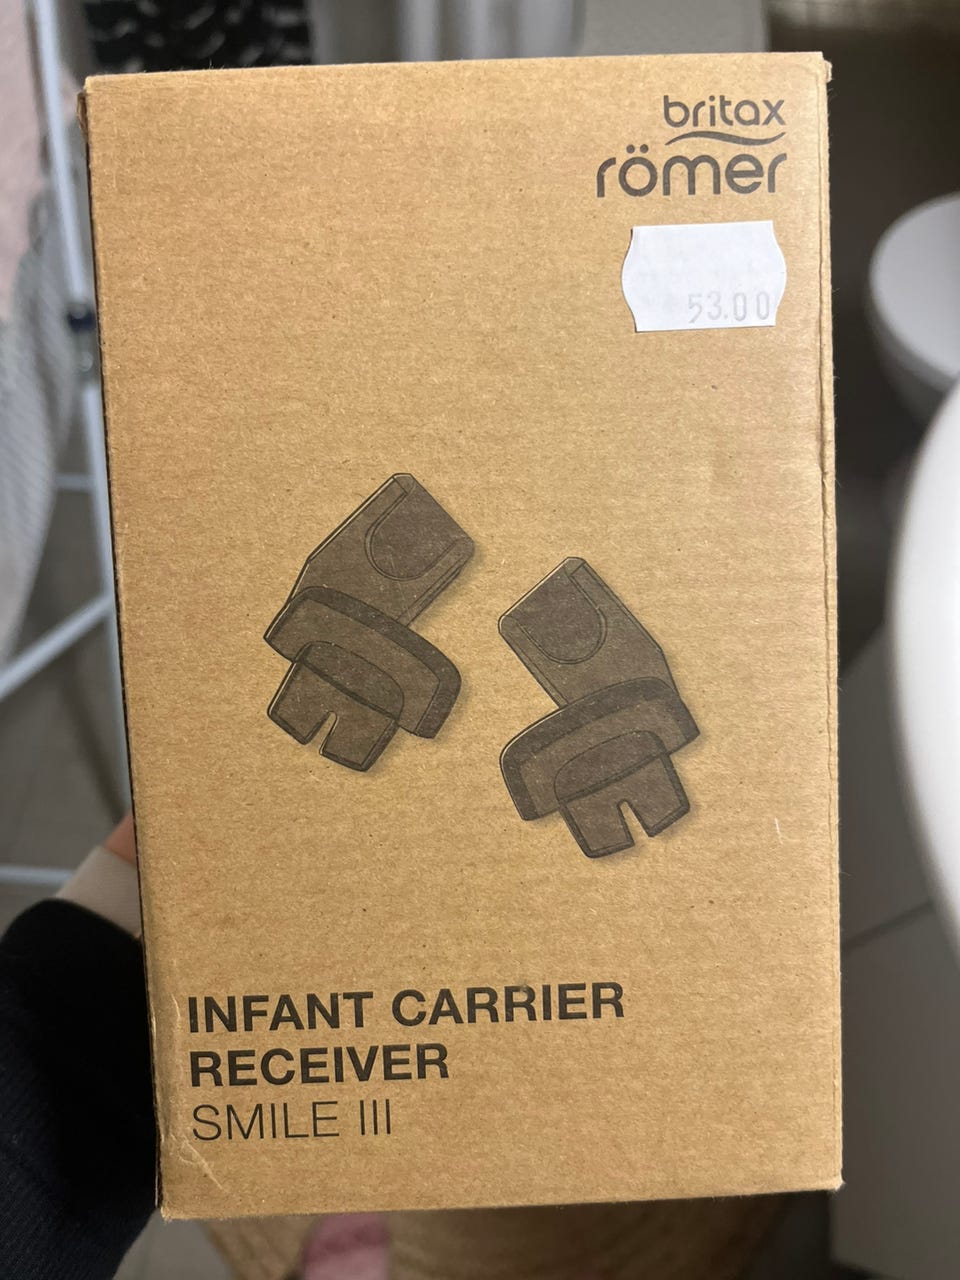 britax
römer
53.00
INFANT CARRIER
RECEIVER
SMILE III